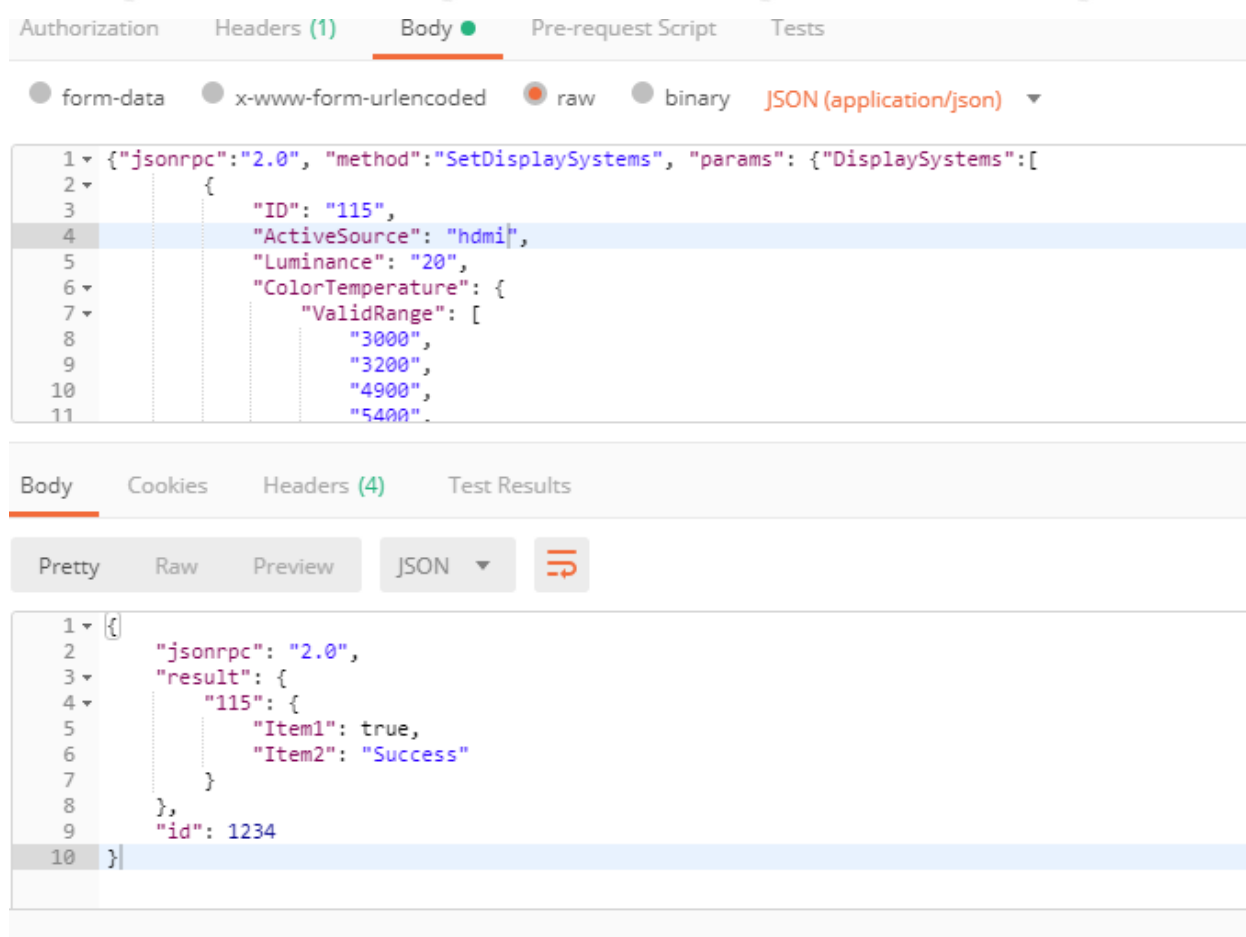 Authorization Headers (1) Body Pre-request Script Tests
form-data x-www-form-urlencoded raw binary JSON (application/json)
1 {"jsonrpc":"2.0", "method":"SetDisplaySystems", "params": {"DisplaySystems":[
2 {
3 "ID": "115",
4 "ActiveSource": "hdmi",
5 "Luminance": "20",
6 "ColorTemperature": {
7 "ValidRange": [
8 "3000",
9 "3200",
10 "4900",
11 "5400",
Body Cookies Headers (4) Test Results
Pretty Raw Preview JSON
1 {
2 "jsonrpc": "2.0",
3 "result": {
4 "115": {
5 "Item1": true,
6 "Item2": "Success"
7 }
8 },
9 "id": 1234
10 }